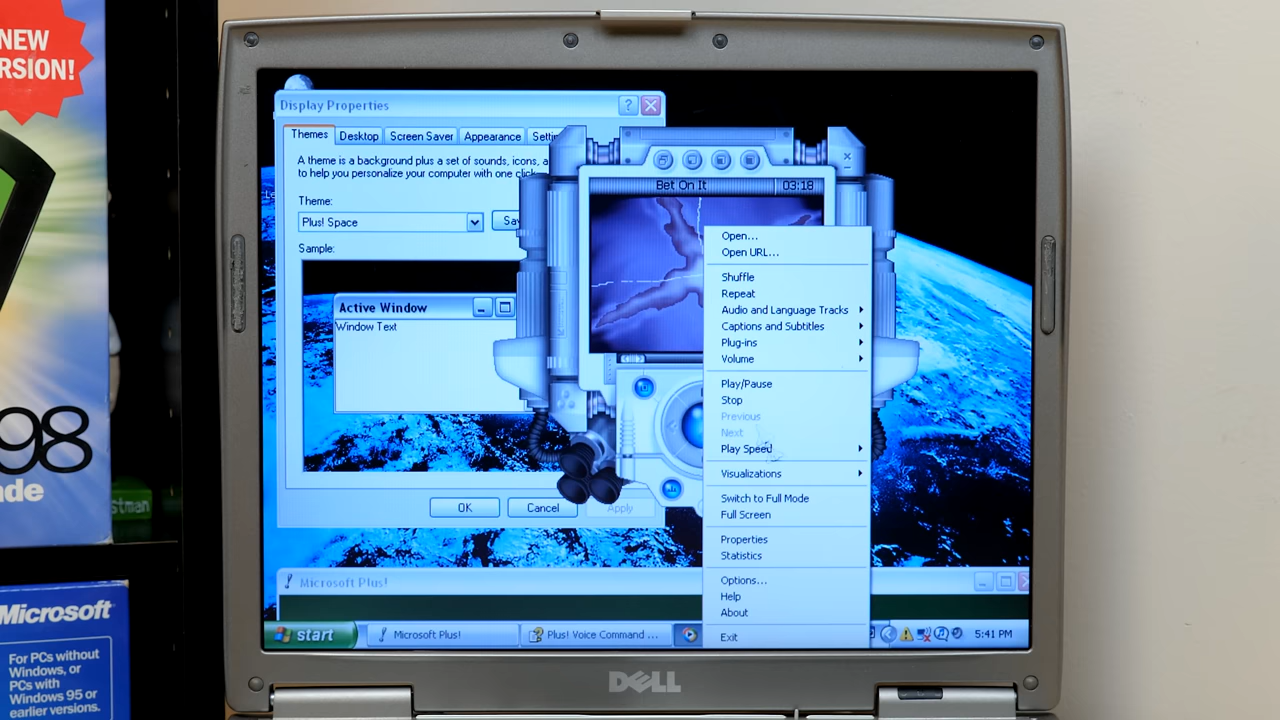 NEW
RSION!
98
de
stman
Microsoft
For PCs without
Windows, or
PCs with
Windows 95 or
earlier versions.
Display Properties
?
Themes
Desktop
Screen Saver
Appearance
A theme is a background plus a set of sounds, icons, a
to help you personalize your computer with one click.
Theme:
Plus! Space
Sample:
Active Window
Window Text
OK
Cancel
Apply
Bet On It
03:18
Open...
Open URL...
Shuffle
Repeat
Audio and Language Tracks
Captions and Subtitles
Plug-ins
Volume
Play/Pause
Stop
Previous
Next
Play Speed
Visualizations
Switch to Full Mode
Full Screen
Properties
Statistics
Options...
Help
About
Exit
Microsoft Plus!
start
Microsoft Plus!
Plus! Voice Command ...
5:41 PM
DELL